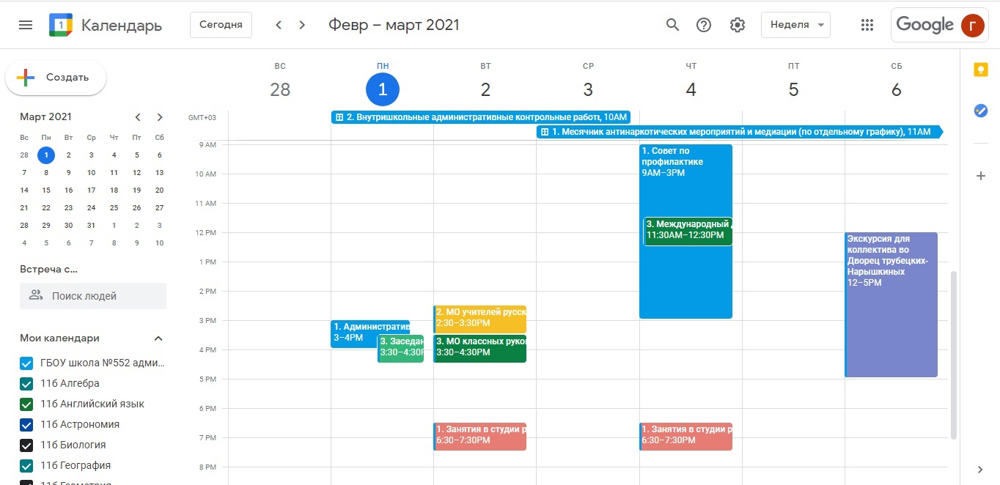 Календарь
Сегодня
Февр – март 2021
Неделя
Google
Г
Создать
Март 2021
Вс Пн Вт Ср Чт Пт Сб
28 1 2 3 4 5 6
7 8 9 10 11 12 13
14 15 16 17 18 19 20
21 22 23 24 25 26 27
28 29 30 31 1 2 3
4 5 6 7 8 9 10
Встреча с...
Поиск людей
Мои календари
ГБОУ школа №552 адми...
11б Алгебра
11б Английский язык
11б Астрономия
11б Биология
11б География
11б Геометрия
ВС ПН ВТ СР ЧТ ПТ СБ
28 1 2 3 4 5 6
GMT+03
2. Внутришкольные административные контрольные работы, 10AM
1. Месячник антинаркотических мероприятий и медиации (по отдельному графику), 11AM
9 AM
10 AM
11 AM
12 PM
1 PM
2 PM
3 PM
4 PM
5 PM
6 PM
7 PM
8 PM
1. Административ
3–4PM
3. Заседан
3:30–4:30P
2. МО учителей русск
2:30–3:30PM
3. МО классных руко
3:30–4:30PM
1. Занятия в студии р
6:30–7:30PM
1. Совет по
профилактике
9AM–3PM
3. Международный
11:30AM–12:30PM
1. Занятия в студии р
6:30–7:30PM
Экскурсия для
коллектива во
Дворец трубецких-
Нарышкиных
12–5PM